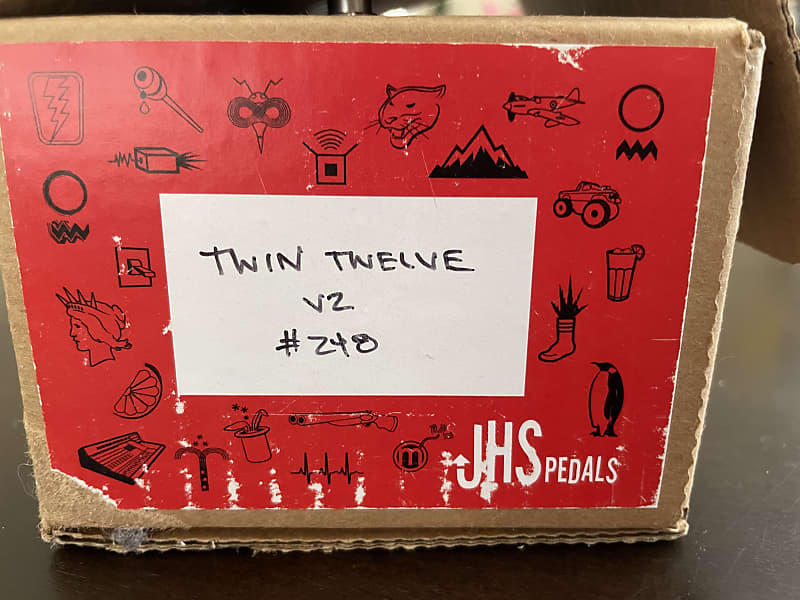 TWIN TWELVE
V2
#248
JHS PEDALS